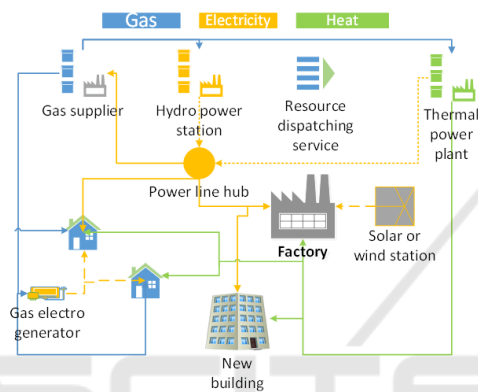 Gas
Electricity
Heat
Gas supplier
Hydro power
station
Resource
dispatching
service
Thermal
power
plant
Power line hub
Factory
Solar or
wind station
Gas electro
generator
New
building